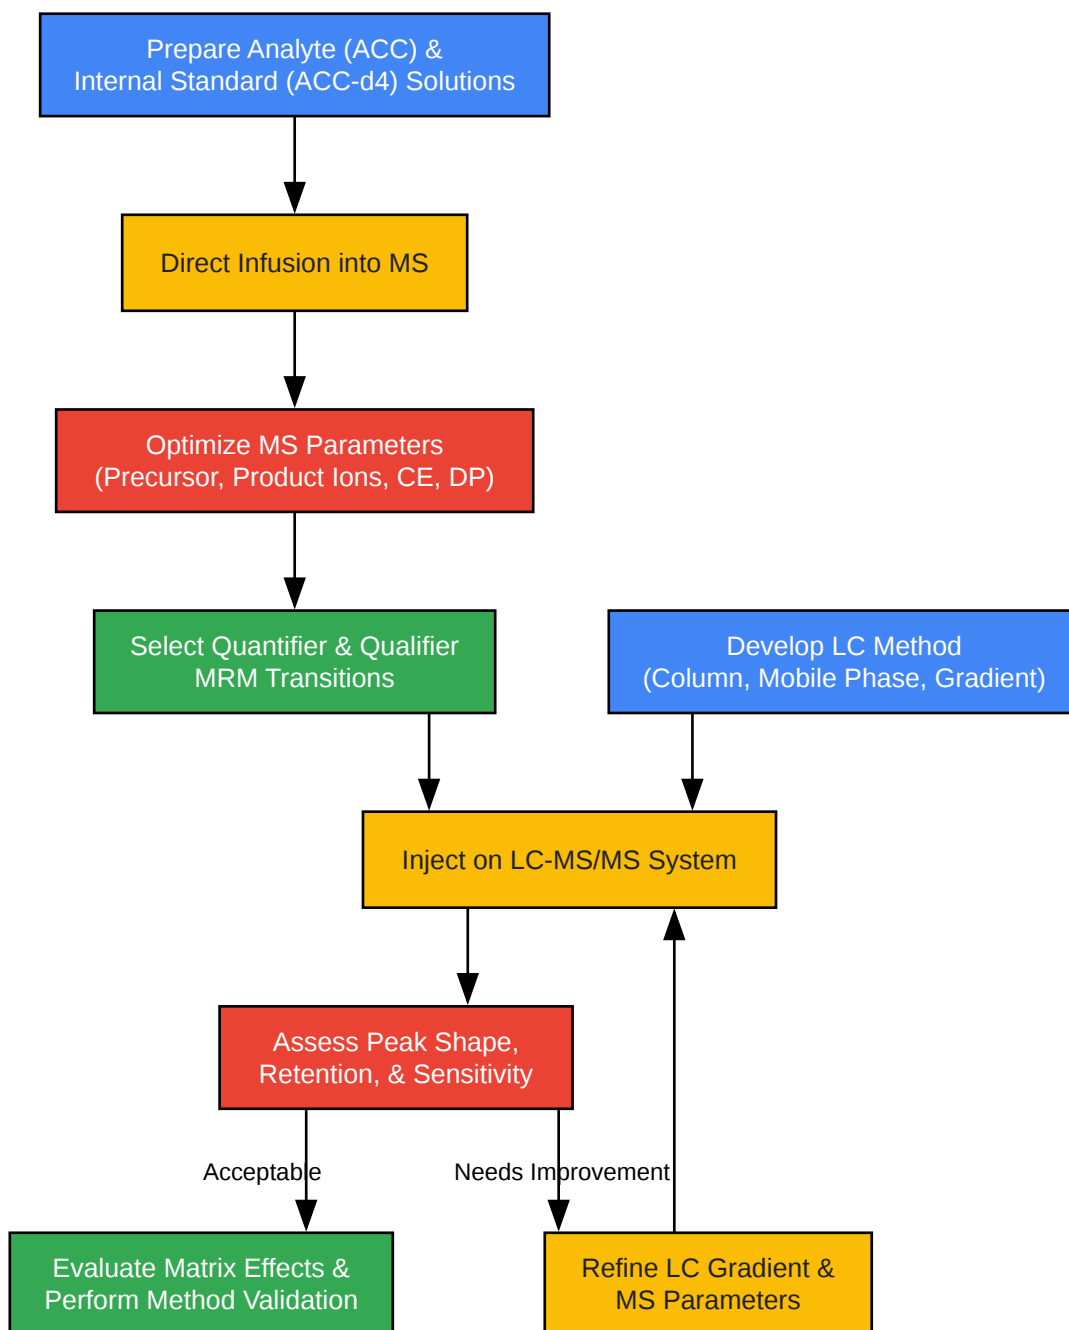 Prepare Analyte (ACC) &
Internal Standard (ACC-d4) Solutions
Direct Infusion into MS
Optimize MS Parameters
(Precursor, Product Ions, CE, DP)
Select Quantifier & Qualifier
MRM Transitions
Develop LC Method
(Column, Mobile Phase, Gradient)
Inject on LC-MS/MS System
Assess Peak Shape,
Retention, & Sensitivity
Acceptable
Needs Improvement
Evaluate Matrix Effects &
Perform Method Validation
Refine LC Gradient &
MS Parameters